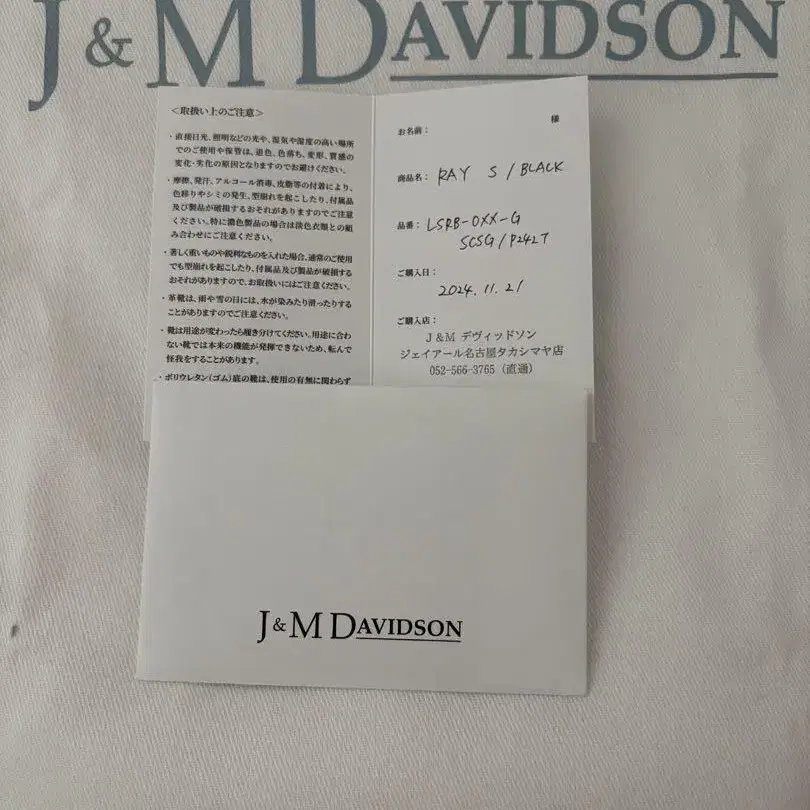 J & M DAVIDSON
<取扱い上のご注意>
・直接日光、照明などの光や、湿気や湿度の高い場所
でのご使用や保管は、退色、色落ち、変形、質感の
変化・劣化の原因となりますのでお避けください。
・摩擦、発汗、アルコール消毒、皮脂等の付着により、
色移りやシミの発生、型崩れを起こしたり、付属品
及び製品が破損するおそれがありますのでご注意
ください。特に濃色製品の場合は淡色衣類との組
み合わせにご注意ください。
・著しく重いものや鋭利なものを入れた場合、通常のご使用
でも型崩れを起こしたり、付属品及び製品が破損する
おそれがありますので、お取扱いにはご注意ください。
・革靴は、雨や雪の日には、水が染みたり滑ったりする
ことがありますのでご注意ください。
・靴は用途が変わったら履き分けてください。用途に合わ
ない靴では本来の機能が発揮できないため、転んで
怪我をすることがあります。
・ポリウレタン(ゴム)底の靴は、使用の有無に関わらず
お名前： 様
商品名： RAY S / BLACK
品番： LSRB-0XX-G
SCSG / P242T
ご購入日：
2024. 11. 21
ご購入店：
J＆M デヴィッドソン
ジェイアール名古屋タカシマヤ店
052-566-3765（直通）
J & M DAVIDSON